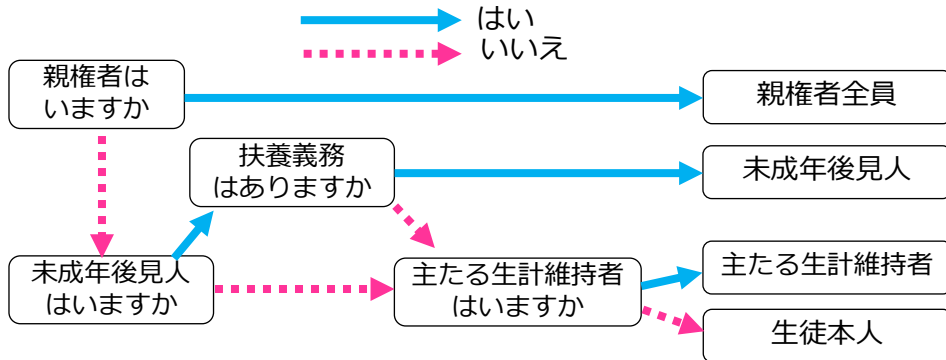 はい
いいえ
親権者は
いますか
親権者全員
扶養義務
はありますか
未成年後見人
未成年後見人
はいますか
主たる生計維持者
はいますか
主たる生計維持者
生徒本人